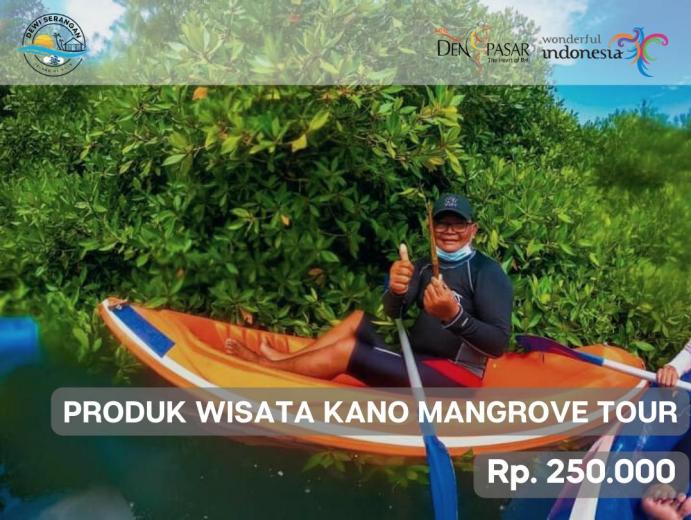 DEWI SERANGAN
DENPASAR
The Heart of Bali
wonderful
indonesia
PRODUK WISATA KANO MANGROVE TOUR
Rp. 250.000